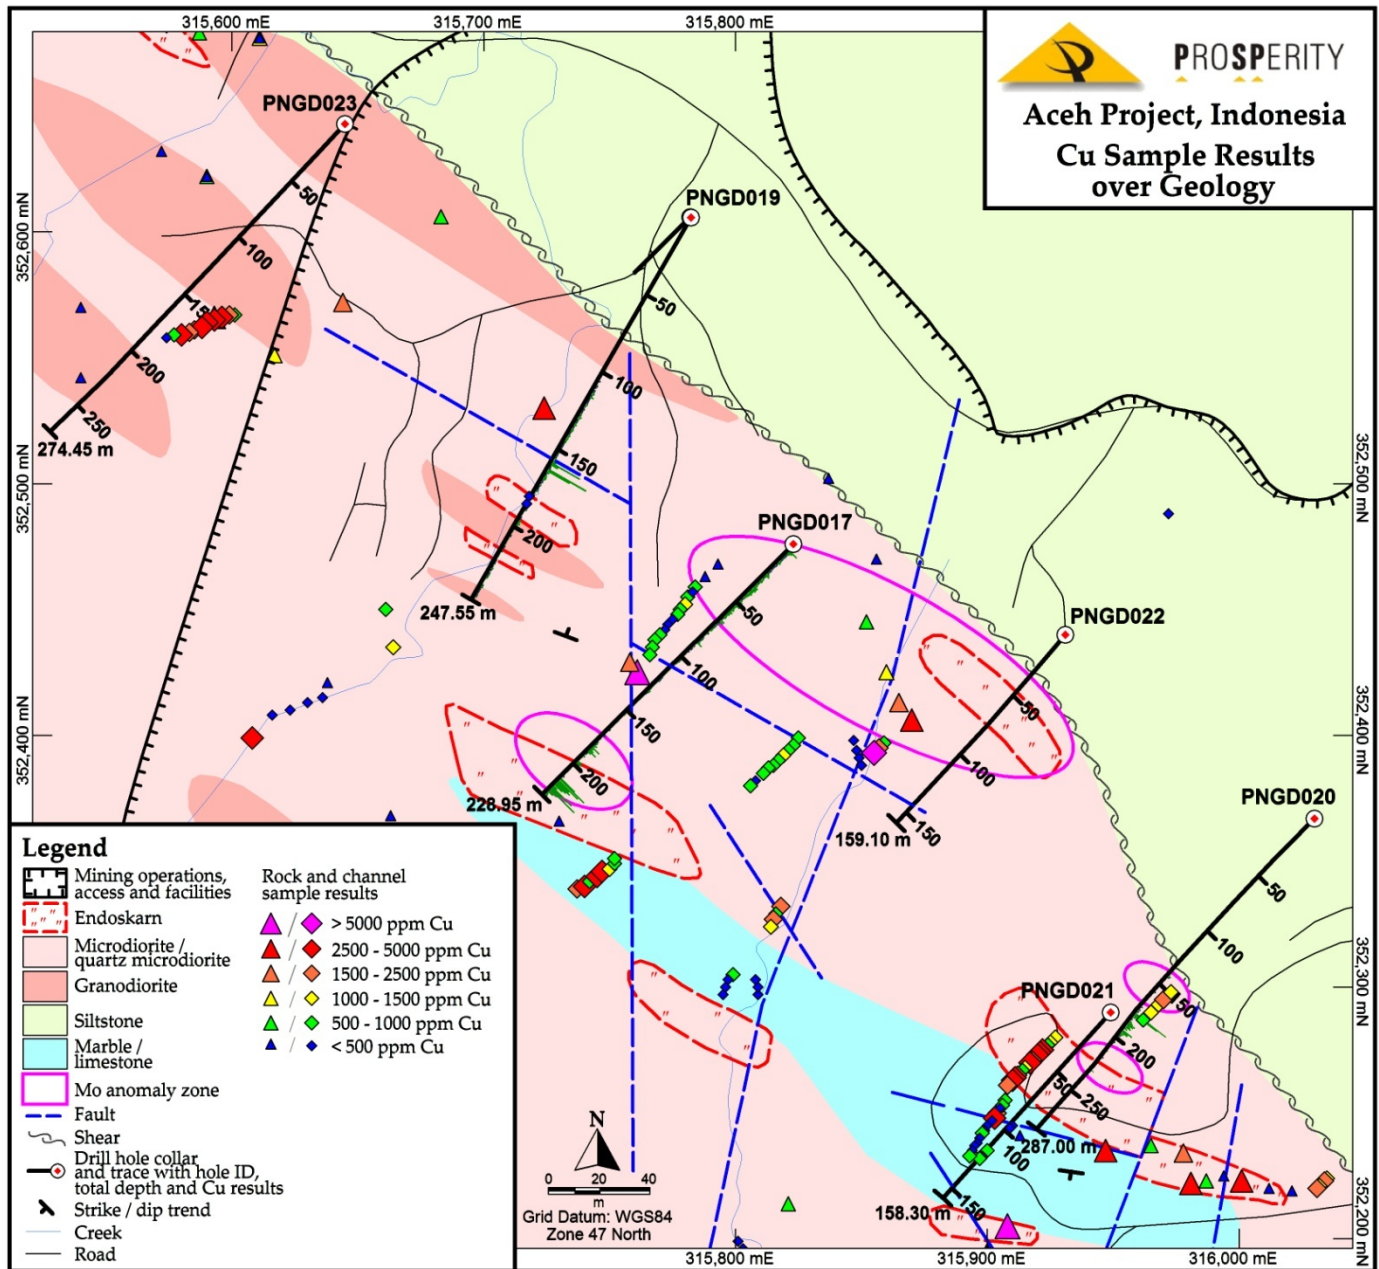 315,600 mE
315,700 mE
315,800 mE
PROSPERITY
Aceh Project, Indonesia
Cu Sample Results
over Geology
PNGD023
50
100
150
200
250
274.45 m
PNGD019
50
100
150
200
247.55 m
352,600 mN
352,500 mN
352,400 mN
352,500 mN
352,400 mN
352,300 mN
352,200 mN
PNGD017
50
100
150
200
228.95 m
PNGD022
50
100
150
159.10 m
PNGD020
50
100
150
200
250
287.00 m
PNGD021
50
100
150
158.30 m
Legend
Mining operations,
access and facilities
Endoskarn
Microdiorite /
quartz microdiorite
Granodiorite
Siltstone
Marble /
limestone
Mo anomaly zone
Fault
Shear
Drill hole collar
and trace with hole ID,
total depth and Cu results
Strike / dip trend
Creek
Road
Rock and channel
sample results
/ > 5000 ppm Cu
/ 2500 - 5000 ppm Cu
/ 1500 - 2500 ppm Cu
/ 1000 - 1500 ppm Cu
/ 500 - 1000 ppm Cu
/ < 500 ppm Cu
N
0 20 40
m
Grid Datum: WGS84
Zone 47 North
315,800 mE
315,900 mE
316,000 mE